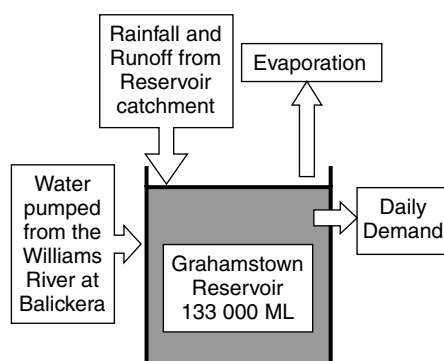 Rainfall and
Runoff from
Reservoir
catchment
Evaporation
Water
pumped
from the
Williams
River at
Balickera
Daily
Demand
Grahamstown
Reservoir
133 000 ML